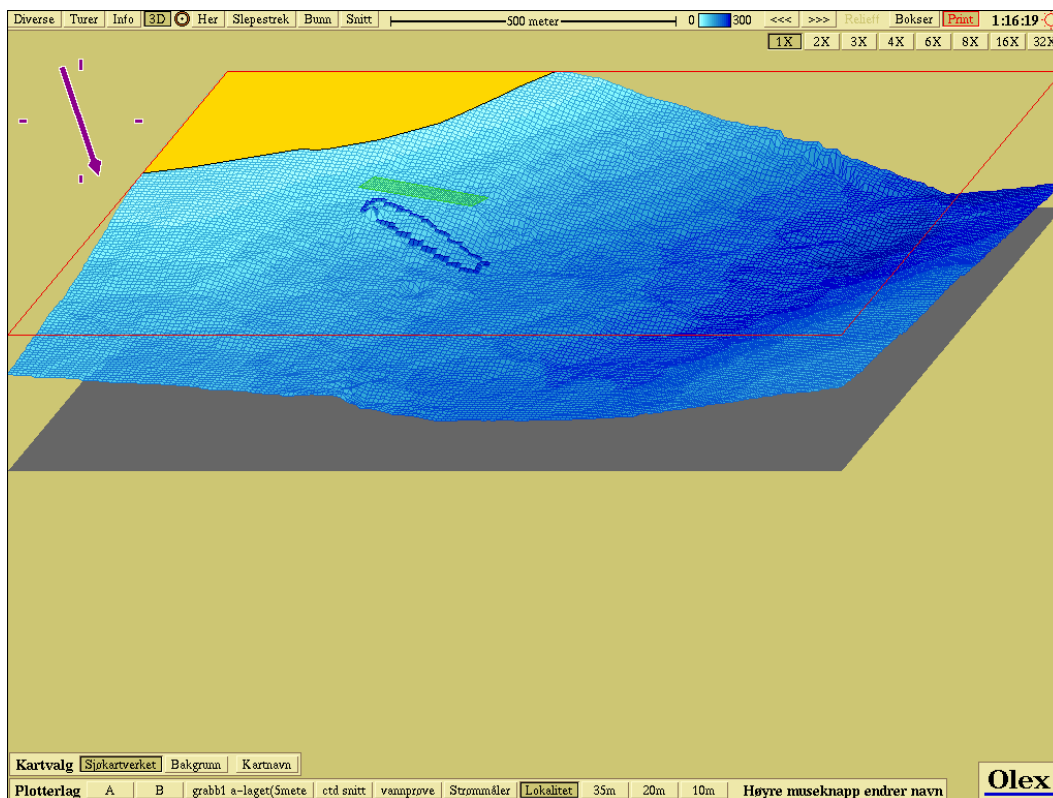 Diverse Turer Info 3D Her Slepestrek Bunn Snitt 500 meter 0 300 <<< >>> Relieff Bokser Print 1:16:19
1X 2X 3X 4X 6X 8X 16X 32X
Kartvalg Sjøkartverket Bakgrunn Kartnavn
Plotterlag A B grabb1 a-laget(5mete ctd snitt vannprøve Strømmåler Lokalitet 35m 20m 10m Høyre museknapp endrer navn Olex